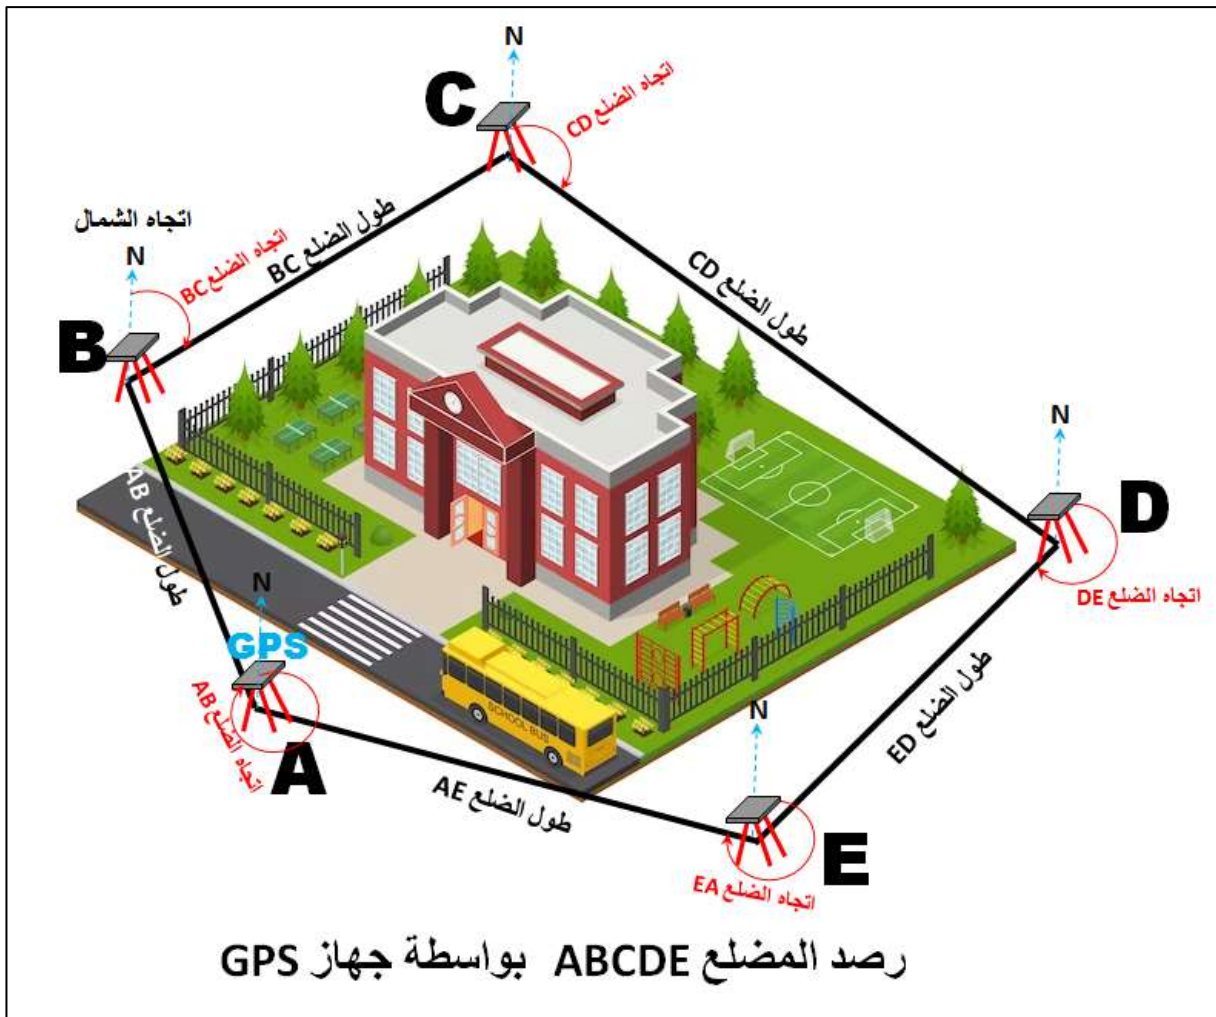 N
C
اتجاه الضلع CD
طول الضلع BC
اتجاه الشمال
N
اتجاه الضلع BC
طول الضلع CD
B
N
D
طول الضلع AB
اتجاه الضلع DE
N
GPS
طول الضلع ED
SCHOOL BUS
N
اتجاه الضلع AB
A
طول الضلع AE
E
اتجاه الضلع EA
رصد المضلع ABCDE بواسطة جهاز GPS